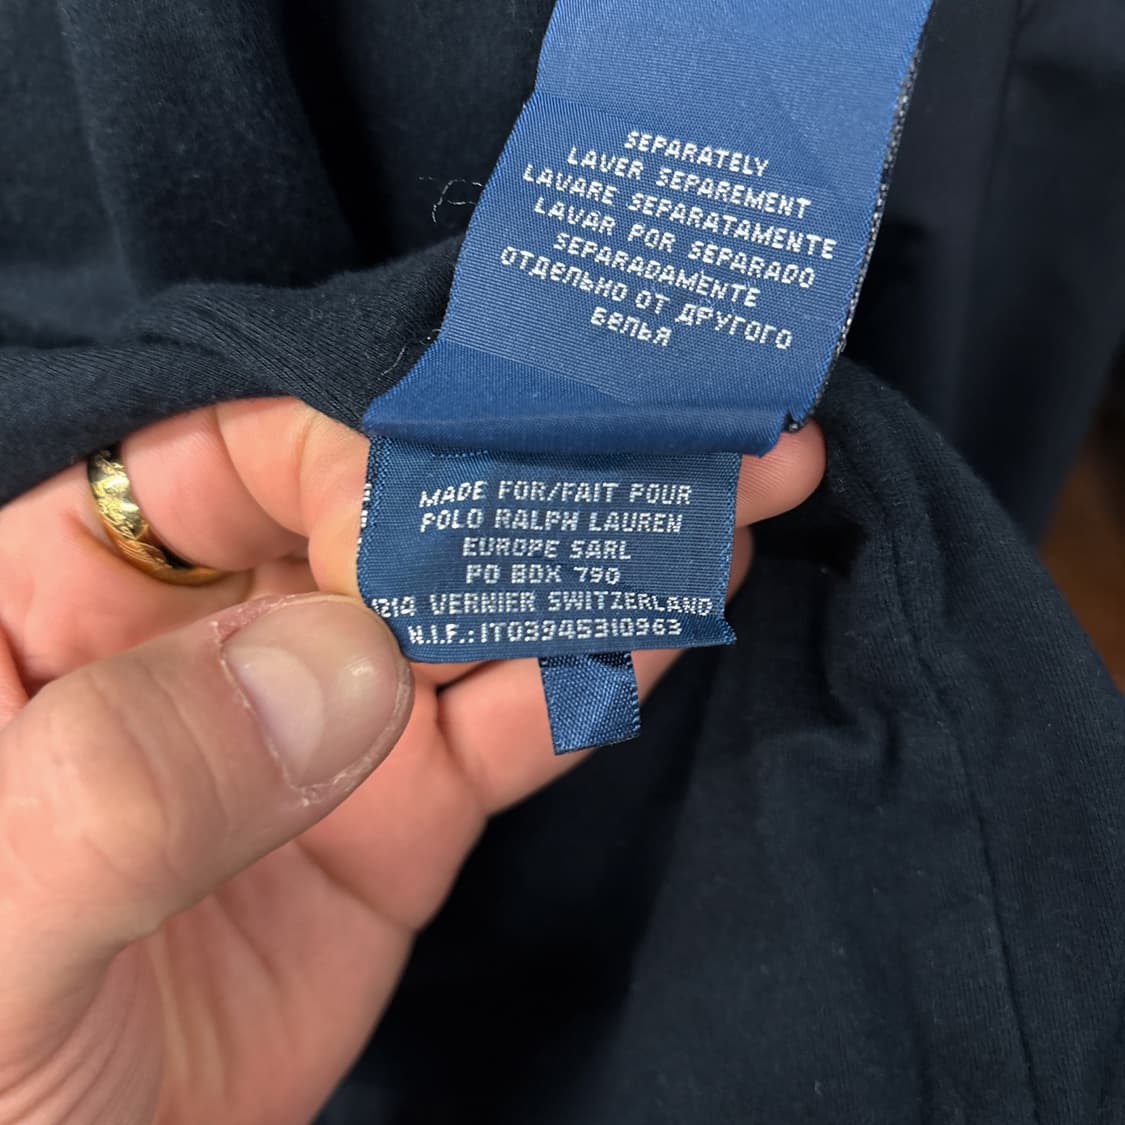 SEPARATELY
LAVER SEPAREMENT
LAVARE SEPARATAMENTE
LAVAR POR SEPARADO
SEPARADAMENTE
ОТДЕЛЬНО ОТ ДРУГОГО
БЕЛЬЯ
MADE FOR/FAIT POUR
POLO RALPH LAUREN
EUROPE SARL
PO BOX 790
1214 VERNIER SWITZERLAND
N.I.F.: IT03945310963